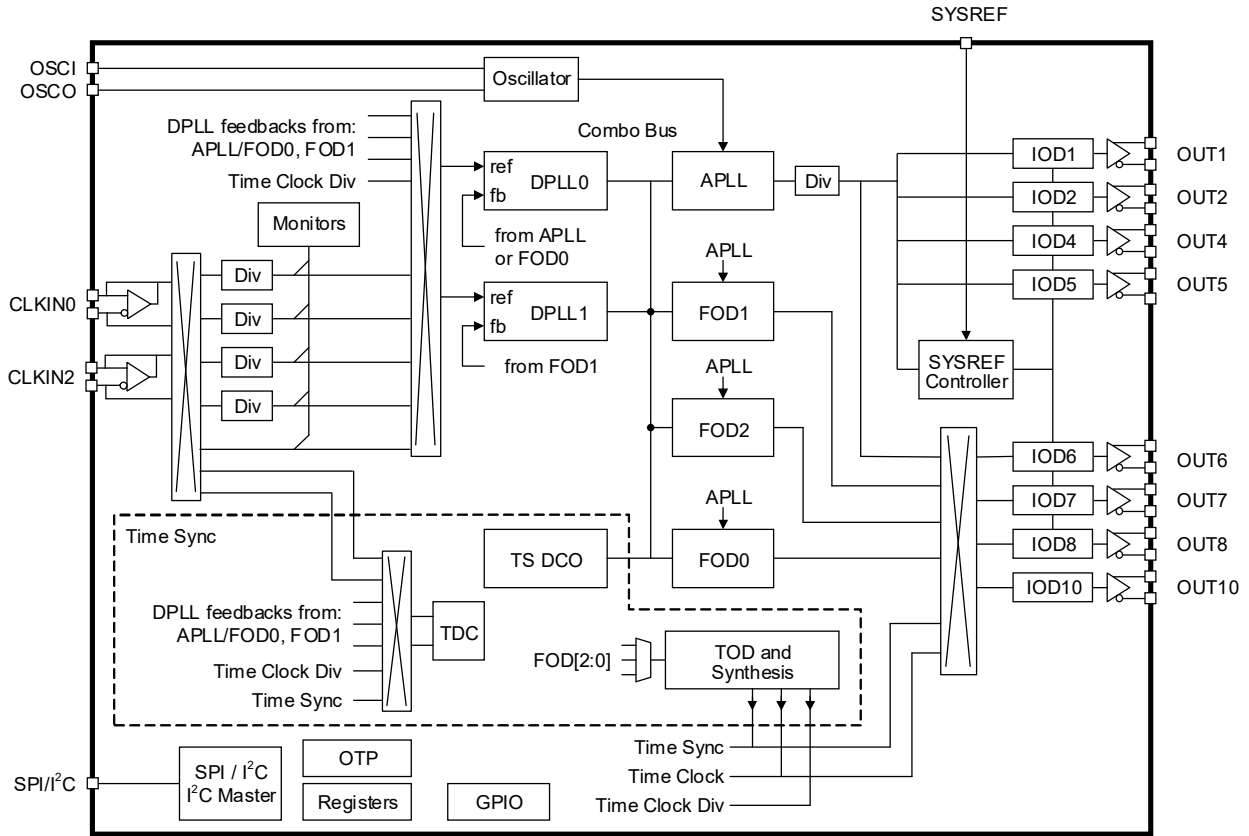 SYSREF
OSCI
OSCO
Oscillator
Combo Bus
DPLL feedbacks from:
APLL/FOD0, FOD1
Time Clock Div
ref
fb
DPLL0
from APLL
or FOD0
APLL
Div
IOD1
OUT1
IOD2
OUT2
IOD4
OUT4
IOD5
OUT5
Monitors
CLKIN0
CLKIN2
Div
Div
Div
Div
ref
fb
DPLL1
from FOD1
APLL
FOD1
APLL
FOD2
APLL
FOD0
SYSREF
Controller
IOD6
OUT6
IOD7
OUT7
IOD8
OUT8
IOD10
OUT10
Time Sync
TS DCO
DPLL feedbacks from:
APLL/FOD0, FOD1
Time Clock Div
Time Sync
TDC
FOD[2:0]
TOD and
Synthesis
Time Sync
Time Clock
Time Clock Div
SPI/I²C
SPI / I²C
I²C Master
OTP
Registers
GPIO